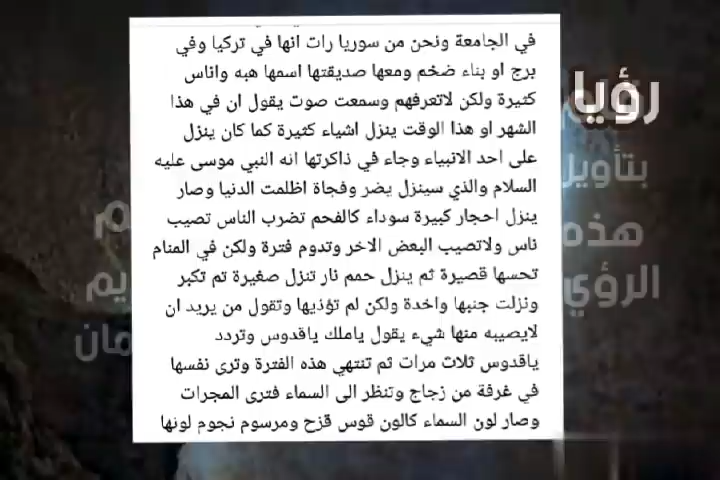 في الجامعة ونحن من سوريا رات انها في تركيا وفي
برج او بناء ضخم ومعها صديقتها اسمها هبه واناس
كثيرة ولكن لاتعرفهم وسمعت صوت يقول ان في هذا
الشهر او هذا الوقت ينزل اشياء كثيرة كما كان ينزل
على احد الانبياء وجاء في ذاكرتها انه النبي موسى عليه
السلام والذي سينزل يضر وفجاة اظلمت الدنيا وصار
ينزل احجار كبيرة سوداء كالفحم تضرب الناس تصيب
ناس ولاتصيب البعض الاخر وتدوم فترة ولكن في المنام
تحسها قصيرة ثم ينزل حمم نار تنزل صغيرة تم تكبر
ونزلت جنبها واخدة ولكن لم تؤذيها وتقول من يريد ان
لايصيبه منها شيء يقول ياملك ياقدوس وتردد
ياقدوس ثلاث مرات ثم تنتهي هذه الفترة وترى نفسها
في غرفة من زجاج وتنظر الى السماء فترى المجرات
وصار لون السماء كالون قوس قزح ومرسوم نجوم لونها
رؤيا
بتأويل
هذه
الرؤي